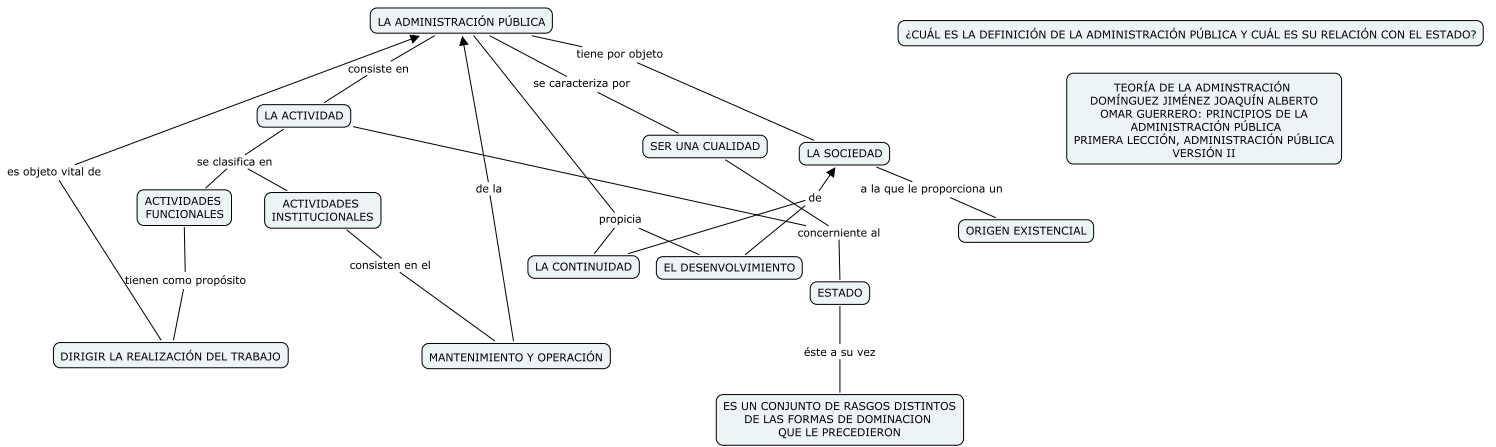 LA ADMINISTRACIÓN PÚBLICA
¿CUÁL ES LA DEFINICIÓN DE LA ADMINISTRACIÓN PÚBLICA Y CUÁL ES SU RELACIÓN CON EL ESTADO?
tiene por objeto
consiste en
se caracteriza por
TEORÍA DE LA ADMINSTRACIÓN
DOMÍNGUEZ JIMÉNEZ JOAQUÍN ALBERTO
OMAR GUERRERO: PRINCIPIOS DE LA
ADMINISTRACIÓN PÚBLICA
PRIMERA LECCIÓN, ADMINISTRACIÓN PÚBLICA
VERSIÓN II
LA ACTIVIDAD
SER UNA CUALIDAD
LA SOCIEDAD
se clasifica en
es objeto vital de
de la
a la que le proporciona un
ACTIVIDADES
FUNCIONALES
ACTIVIDADES
INSTITUCIONALES
de
propicia
concerniente al
ORIGEN EXISTENCIAL
consisten en el
LA CONTINUIDAD
EL DESENVOLVIMIENTO
tienen como propósito
ESTADO
DIRIGIR LA REALIZACIÓN DEL TRABAJO
MANTENIMIENTO Y OPERACIÓN
éste a su vez
ES UN CONJUNTO DE RASGOS DISTINTOS
DE LAS FORMAS DE DOMINACION
QUE LE PRECEDIERON